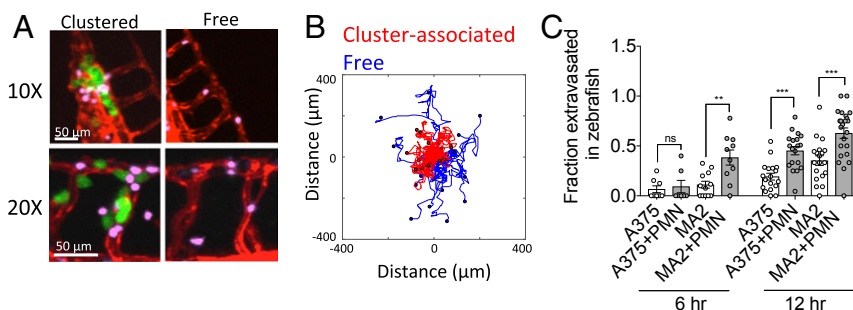 A
Clustered
Free
10X
50 µm
20X
50 µm
B
Cluster-associated
Free
Distance (µm)
400
0
-400
-400
0
400
Distance (µm)
C
Fraction extravasated
in zebrafish
1.5
1.0
0.5
0.0
ns
**
***
***
A375
A375+PMN
MA2
MA2+PMN
A375
A375+PMN
MA2
MA2+PMN
6 hr
12 hr